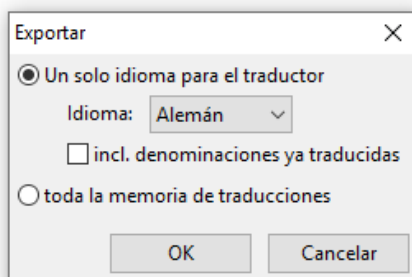 Exportar
Un solo idioma para el traductor
Idioma: Alemán
incl. denominaciones ya traducidas
toda la memoria de traducciones
OK Cancelar